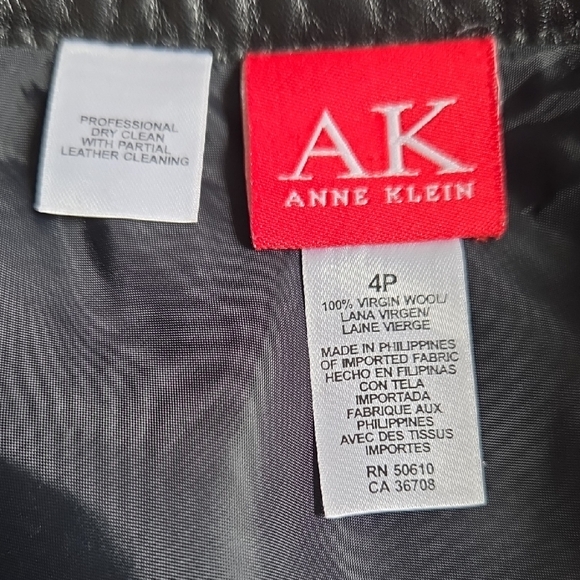 PROFESSIONAL
DRY CLEAN
WITH PARTIAL
LEATHER CLEANING
AK
ANNE KLEIN
4P
100% VIRGIN WOOL/
LANA VIRGEN/
LAINE VIERGE
MADE IN PHILIPPINES
OF IMPORTED FABRIC
HECHO EN FILIPINAS
CON TELA
IMPORTADA
FABRIQUE AUX
PHILIPPINES
AVEC DES TISSUS
IMPORTES
RN 50610
CA 36708